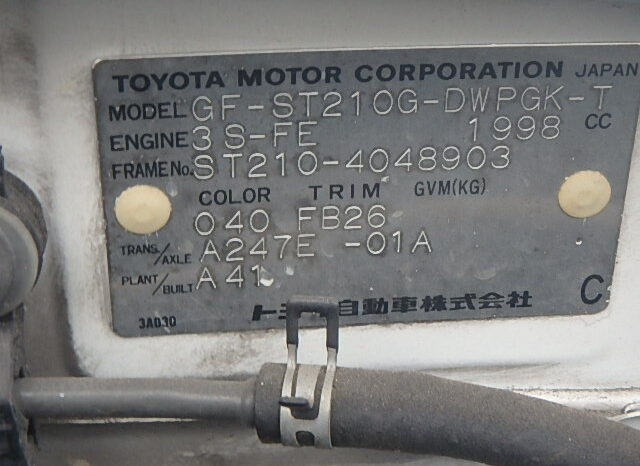 TOYOTA MOTOR CORPORATION JAPAN
MODEL GF-ST210G-DWPGK-T
ENGINE 3S-FE 1998 CC
FRAME No. ST210-4048903
COLOR TRIM GVM(KG)
040 FB26
TRANS./AXLE A247E -01A
PLANT/BUILT A41
自動車株式会社 C
3A030